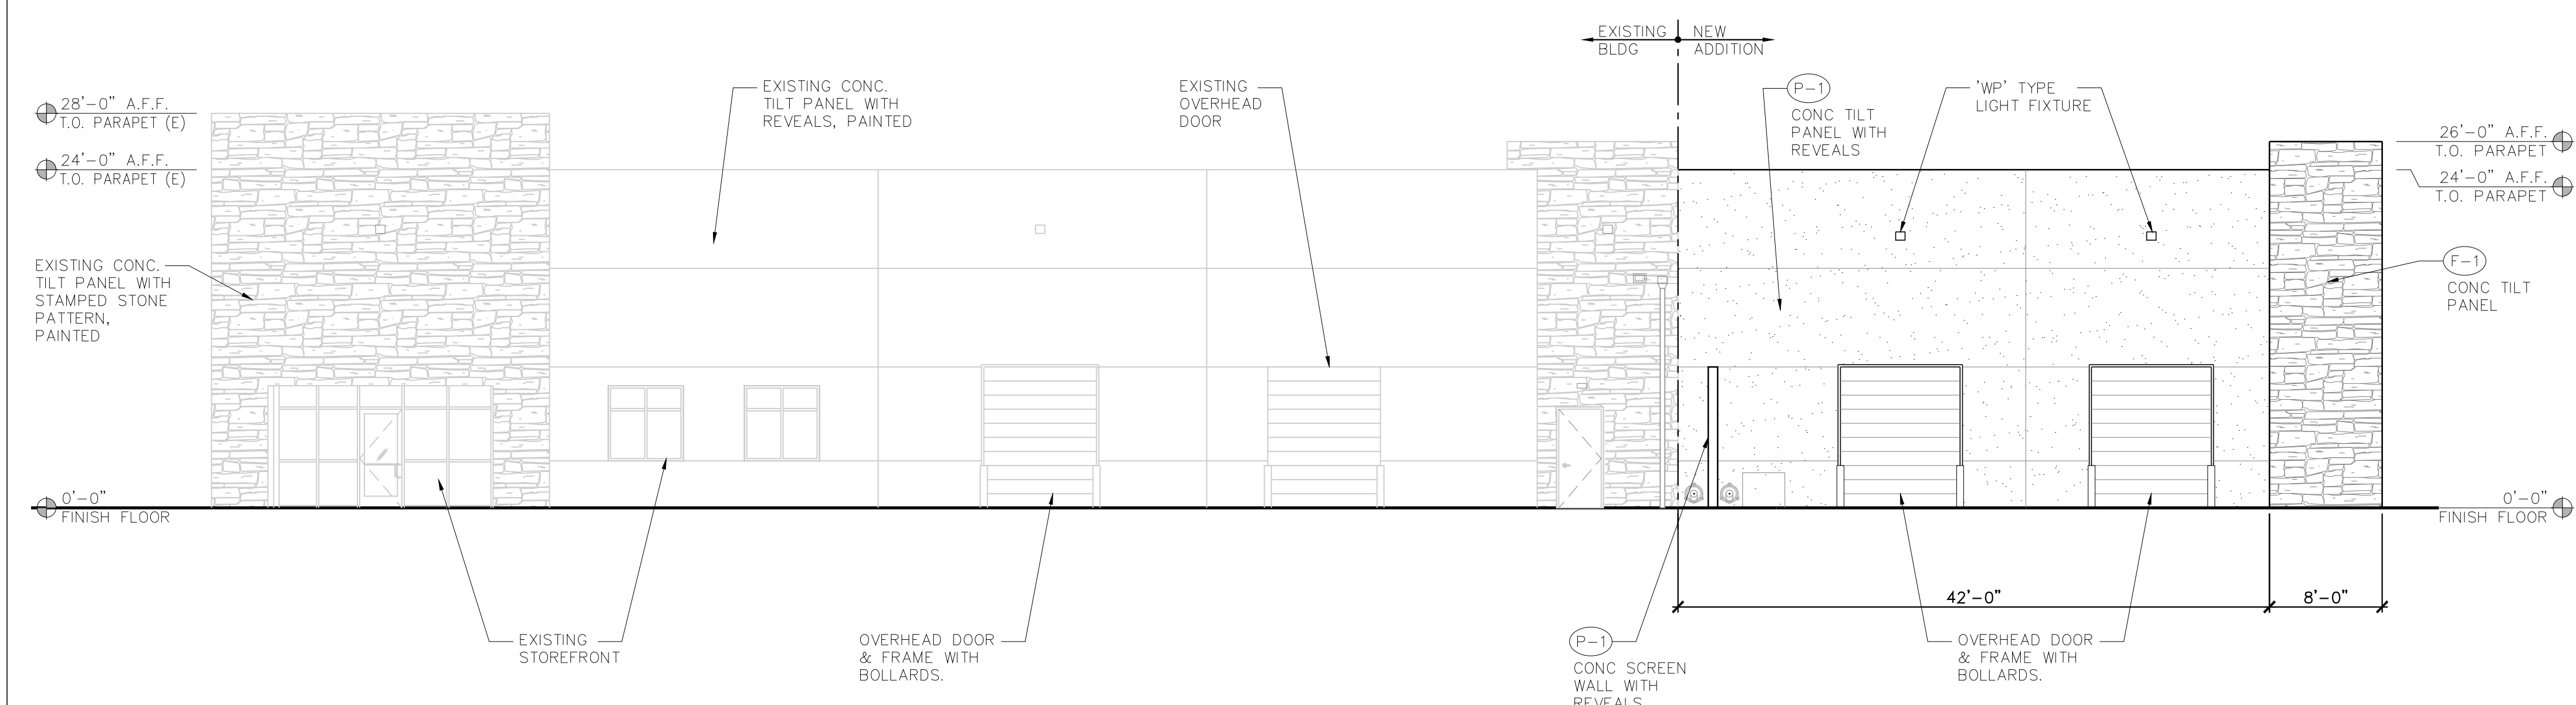 EXISTING
BLDG
NEW
ADDITION
28'-0" A.F.F.
T.O. PARAPET (E)
24'-0" A.F.F.
T.O. PARAPET (E)
EXISTING CONC.
TILT PANEL WITH
REVEALS, PAINTED
EXISTING
OVERHEAD
DOOR
P-1
CONC TILT
PANEL WITH
REVEALS
'WP' TYPE
LIGHT FIXTURE
26'-0" A.F.F.
T.O. PARAPET
24'-0" A.F.F.
T.O. PARAPET
EXISTING CONC.
TILT PANEL WITH
STAMPED STONE
PATTERN,
PAINTED
F-1
CONC TILT
PANEL
0'-0"
FINISH FLOOR
0'-0"
FINISH FLOOR
42'-0"
8'-0"
EXISTING
STOREFRONT
OVERHEAD DOOR
& FRAME WITH
BOLLARDS.
P-1
CONC SCREEN
WALL WITH
REVEALS
OVERHEAD DOOR
& FRAME WITH
BOLLARDS.